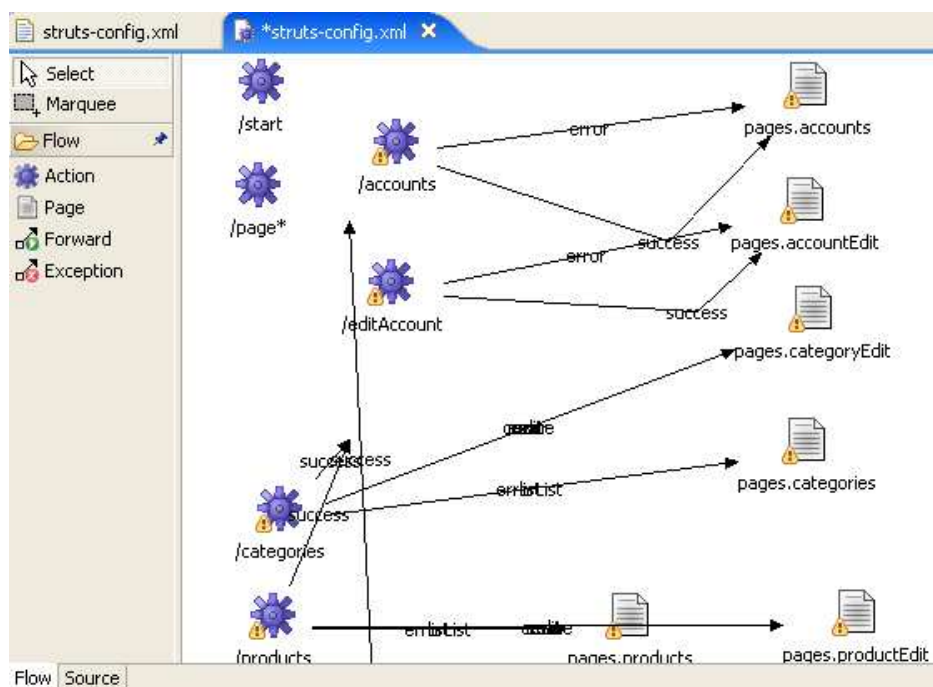 struts-config.xml
*struts-config.xml
Select
Marquee
Flow
Action
Page
Forward
Exception
/start
/accounts
error
pages.accounts
/page*
success
pages.accountEdit
error
/editAccount
success
pages.categoryEdit
success
success
pages.categories
success
/categories
/products
pages.products
pages.productEdit
Flow
Source